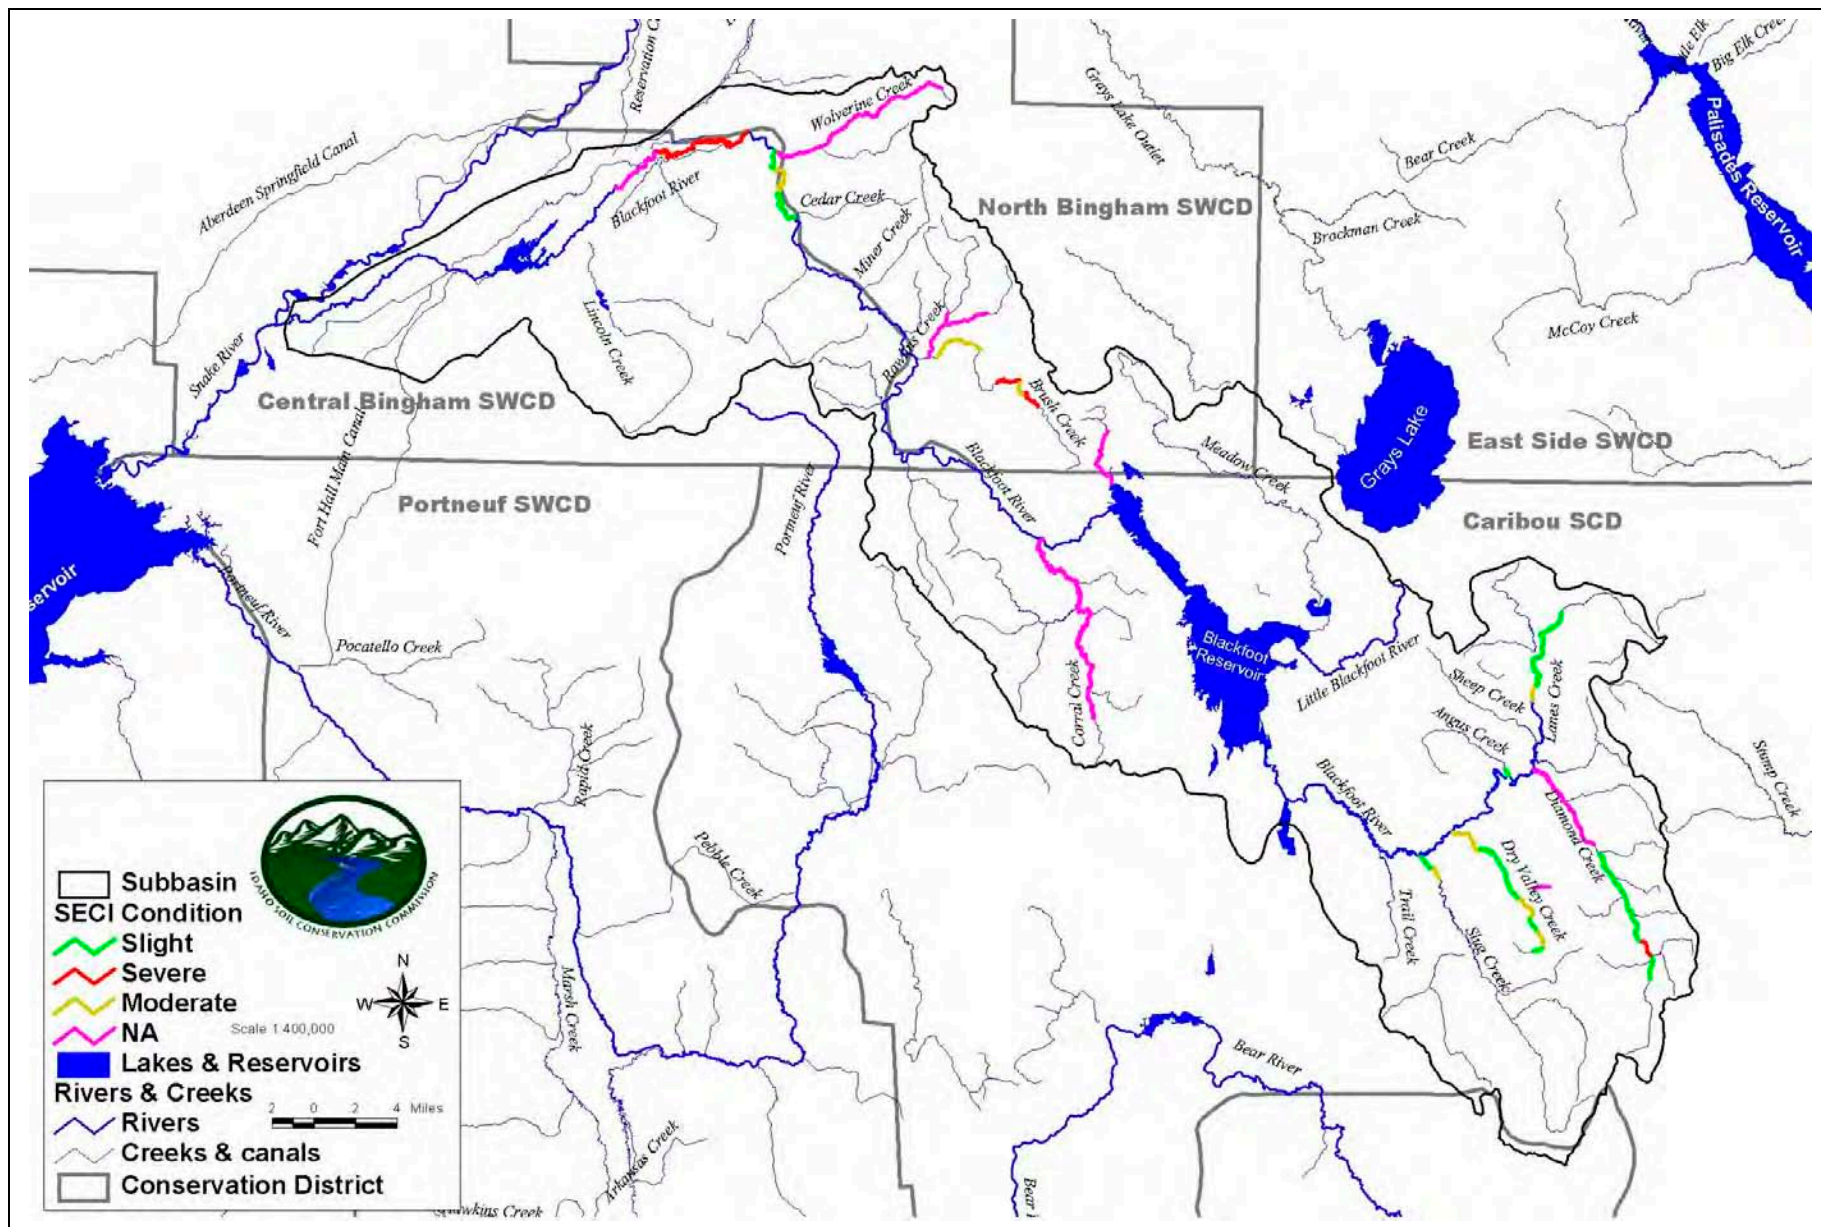 Reservation C
Big Elk Cree
Wolverine Creek
Grays Lake Outlet
Palisades Reservoir
Aberdeen Springfield Canal
Bear Creek
Blackfoot River
Cedar Creek
North Bingham SWCD
Brockman Creek
Miner Creek
McCoy Creek
Lincoln Creek
Rawlins Creek
Snake River
Central Bingham SWCD
Brush Creek
Grays Lake
East Side SWCD
Meadow Creek
Fort Hall Main Canal
Portneuf SWCD
Portneuf River
Blackfoot River
Caribou SCD
servoir
Portneuf River
Pocatello Creek
Blackfoot
Reservoir
Little Blackfoot River
Corral Creek
Sheep Creek
Lanes Creek
Angus Creek
Stump Creek
Rapid Creek
Blackfoot River
Diamond Creek
Pebble Creek
Dry Valley Creek
Trail Creek
Slug Creek
Marsh Creek
Bear River
Arkansas Creek
Bear
wkins Creek
IDAHO SOIL CONSERVATION COMMISSION
Subbasin
SECI Condition
Slight
Severe
Moderate
NA
Scale 1:400,000
N
W
E
S
Lakes & Reservoirs
Rivers & Creeks
2 0 2 4 Miles
Rivers
Creeks & canals
Conservation District